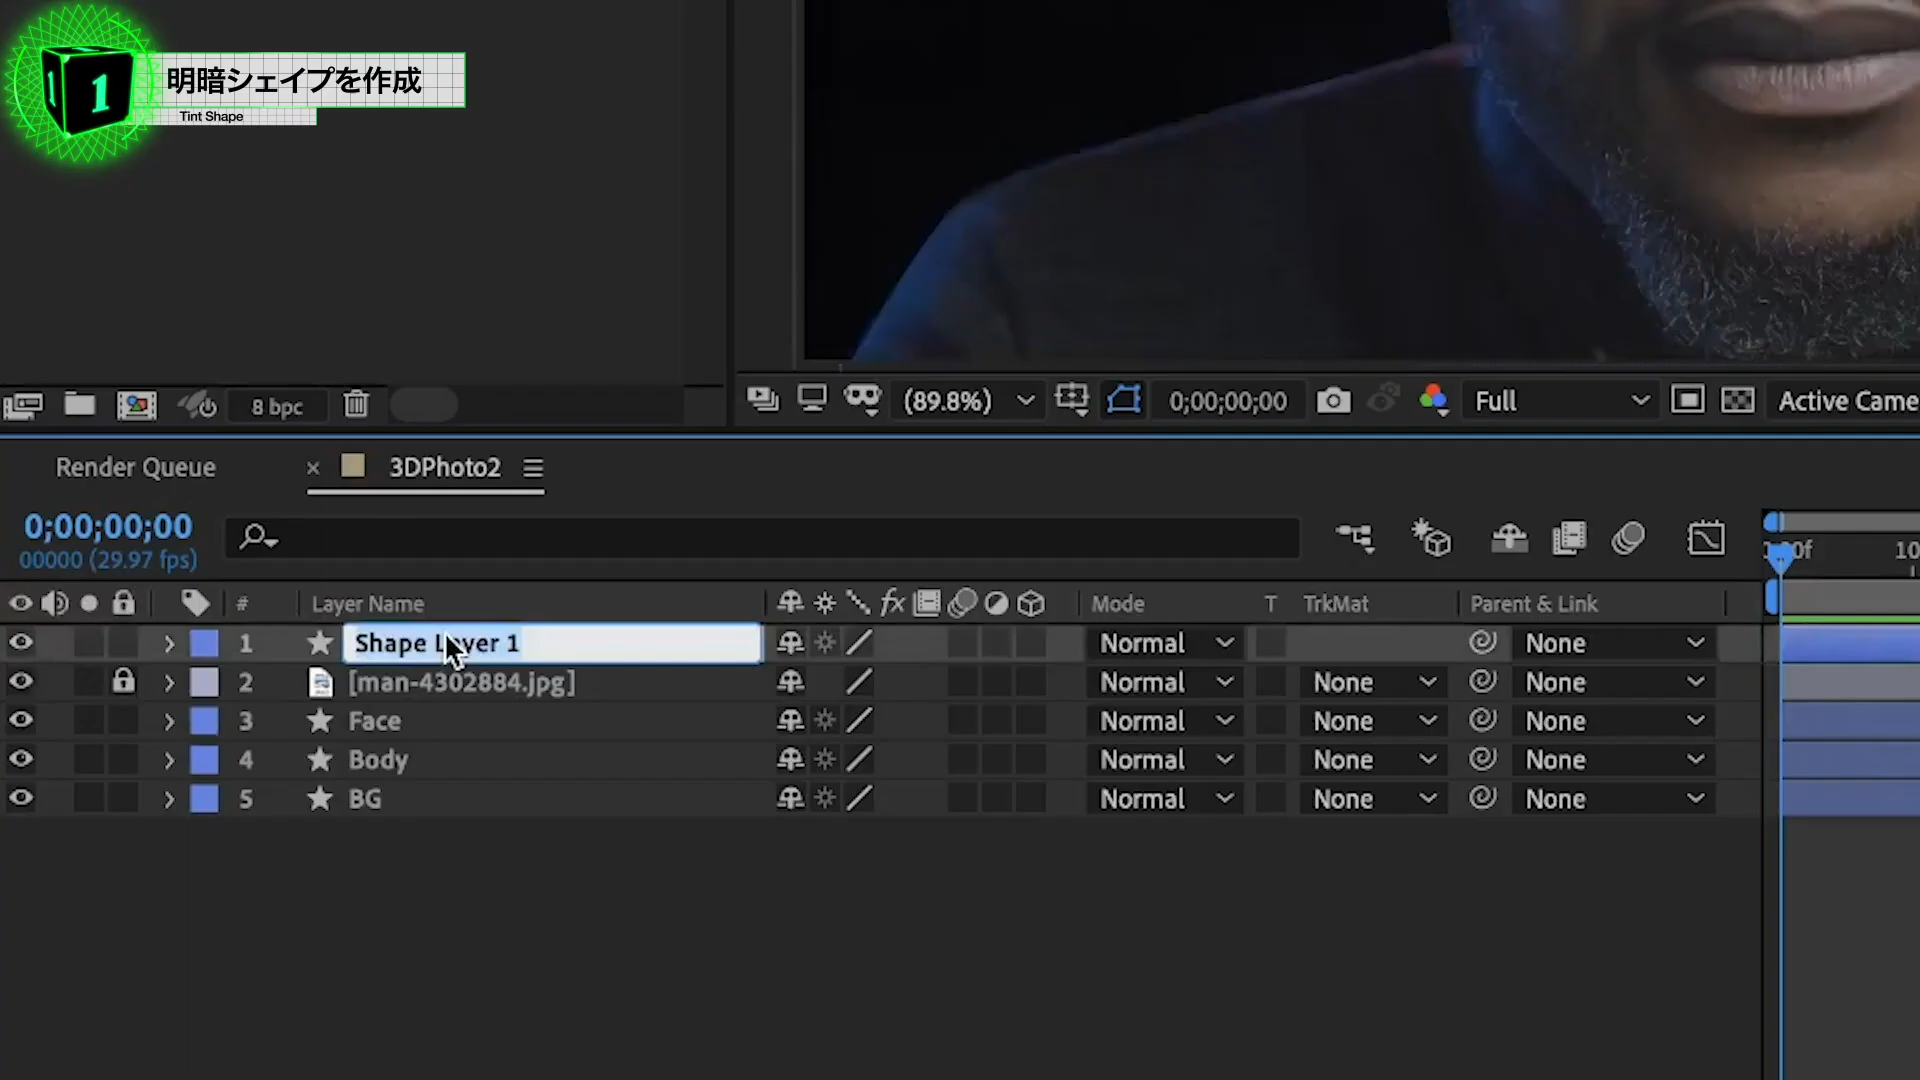 1 1 明暗シェイプを作成
Tint Shape
8 bpc
(89.8%) 0;00;00;00 Full Active Came
Render Queue × 3DPhoto2
0;00;00;00
00000 (29.97 fps)
# Layer Name fx Mode T TrkMat Parent & Link
1 Shape Layer 1 Normal None
2 [man-4302884.jpg] Normal None None
3 Face Normal None None
4 Body Normal None None
5 BG Normal None None